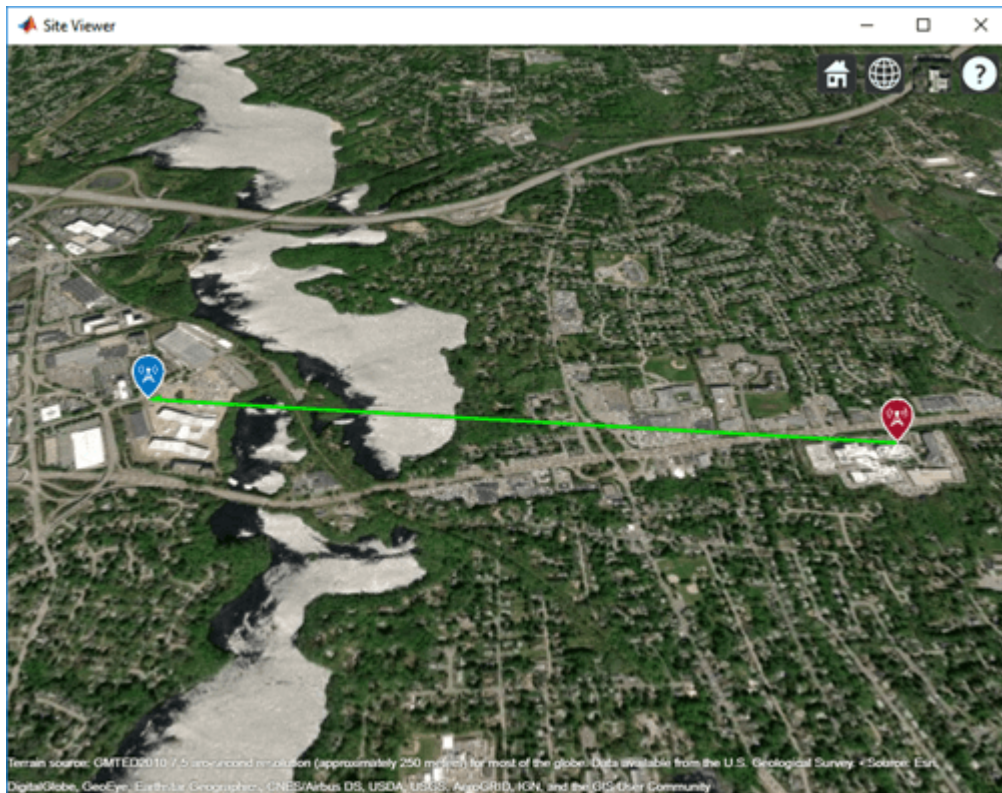 Site Viewer
?
Terrain source: GMTED2010 7.5 arc-second resolution (approximately 250 meters) for most of the globe. Data available from the U.S. Geological Survey. • Source: Esri,
DigitalGlobe, GeoEye, Earthstar Geographics, CNES/Airbus DS, USDA, USGS, AeroGRID, IGN, and the GIS User Community